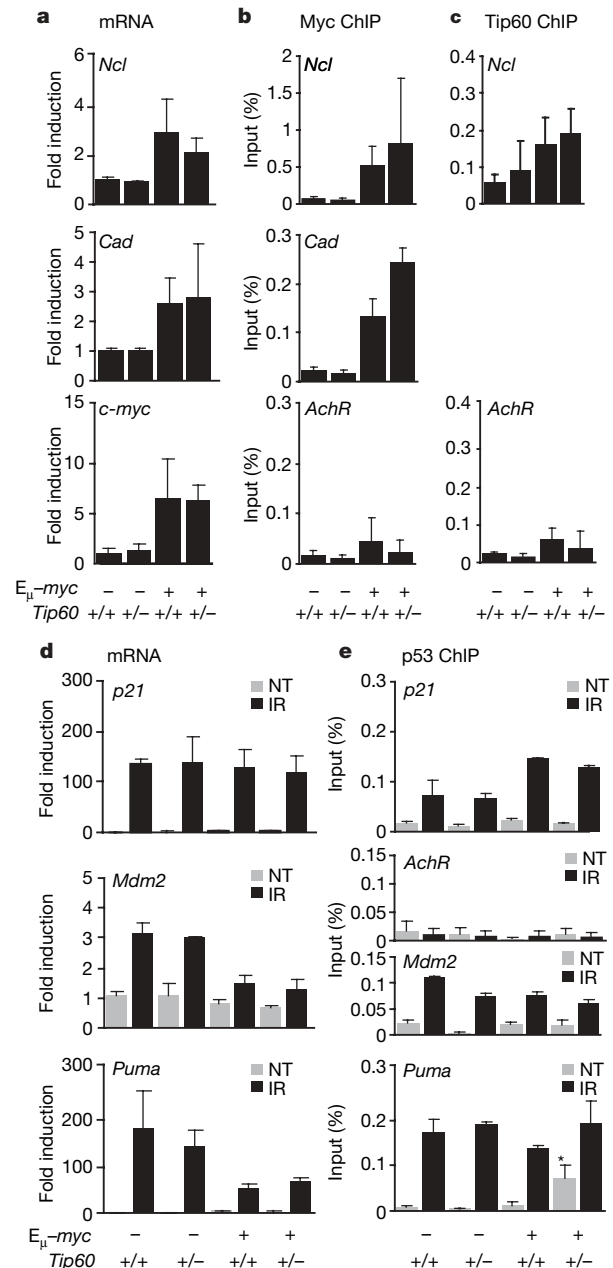 a mRNA
b Myc ChIP
c Tip60 ChIP
Ncl
Fold induction
6
4
2
0
Ncl
Input (%)
2
1.5
1
0.5
0
Ncl
0.4
0.3
0.2
0.1
0
Cad
Fold induction
5
4
3
2
1
0
Cad
Input (%)
0.3
0.2
0.1
0
c-myc
Fold induction
15
10
5
0
AchR
Input (%)
0.3
0.2
0.1
0
AchR
0.4
0.3
0.2
0.1
0
Eμ–myc – – + + – – + + – – + +
Tip60 +/+ +/– +/+ +/– +/+ +/– +/+ +/– +/+ +/– +/+ +/–
d mRNA
e p53 ChIP
p21
NT
IR
Fold induction
300
200
100
0
p21
NT
IR
Input (%)
0.3
0.2
0.1
0
Mdm2
NT
IR
Fold induction
5
4
3
2
1
0
AchR
NT
IR
Input (%)
0.15
0.1
0.05
0
Mdm2
NT
IR
0.15
0.1
0.05
0
Puma
NT
IR
Fold induction
300
200
100
0
Puma
NT
IR
Input (%)
0.3
0.2
0.1
0
*
Eμ–myc – – + + – – + +
Tip60 +/+ +/– +/+ +/– +/+ +/– +/+ +/–